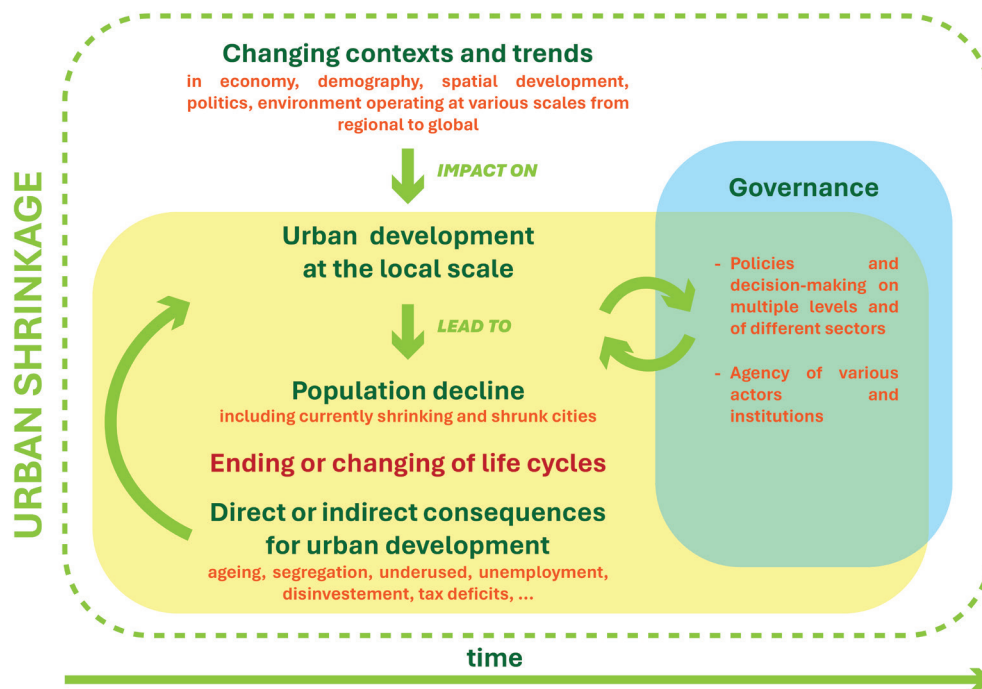 URBAN SHRINKAGE
Changing contexts and trends
in economy, demography, spatial development,
politics, environment operating at various scales from
regional to global
IMPACT ON
Urban development
at the local scale
LEAD TO
Population decline
including currently shrinking and shrunk cities
Ending or changing of life cycles
Direct or indirect consequences
for urban development
ageing, segregation, underused, unemployment,
disinvestement, tax deficits, ...
Governance
- Policies and
decision-making on
multiple levels and
of different sectors
- Agency of various
actors and
institutions
time